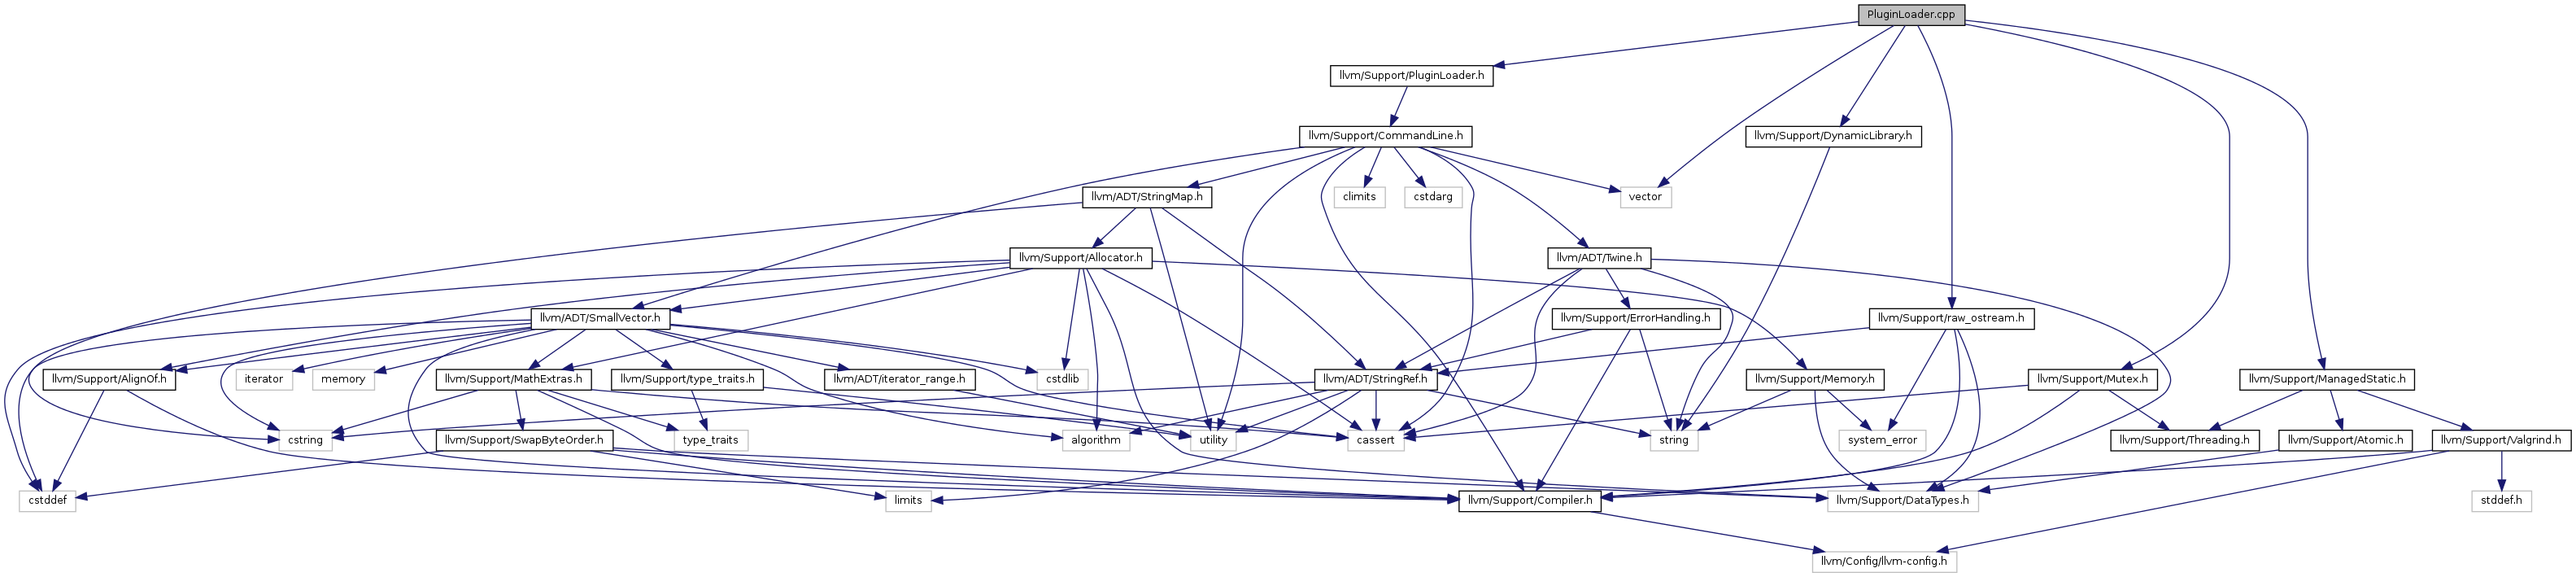 PluginLoader.cpp
llvm/Support/PluginLoader.h
llvm/Support/CommandLine.h
llvm/Support/DynamicLibrary.h
llvm/ADT/StringMap.h
climits
cstdarg
vector
llvm/Support/Allocator.h
llvm/ADT/Twine.h
llvm/ADT/SmallVector.h
llvm/Support/ErrorHandling.h
llvm/Support/raw_ostream.h
llvm/Support/AlignOf.h
iterator
memory
llvm/Support/MathExtras.h
llvm/Support/type_traits.h
llvm/ADT/iterator_range.h
cstdlib
llvm/ADT/StringRef.h
llvm/Support/Memory.h
llvm/Support/Mutex.h
llvm/Support/ManagedStatic.h
cstring
llvm/Support/SwapByteOrder.h
type_traits
algorithm
utility
cassert
string
system_error
llvm/Support/Threading.h
llvm/Support/Atomic.h
llvm/Support/Valgrind.h
cstddef
limits
llvm/Support/Compiler.h
llvm/Support/DataTypes.h
stddef.h
llvm/Config/llvm-config.h